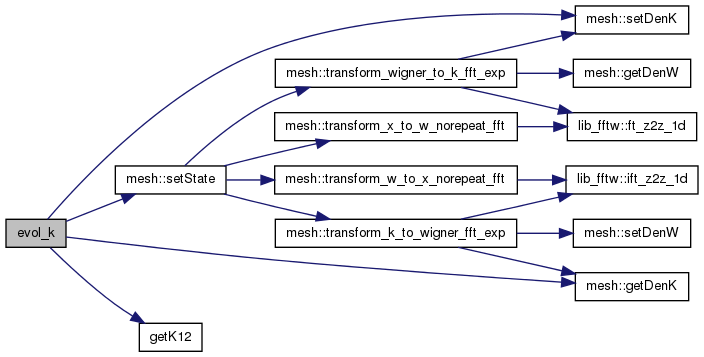 mesh::setDenK
mesh::transform_wigner_to_k_fft_exp
mesh::getDenW
mesh::transform_x_to_w_norepeat_fft
lib_fftw::ft_z2z_1d
mesh::setState
mesh::transform_w_to_x_norepeat_fft
lib_fftw::ift_z2z_1d
evol_k
mesh::transform_k_to_wigner_fft_exp
mesh::setDenW
mesh::getDenK
getK12